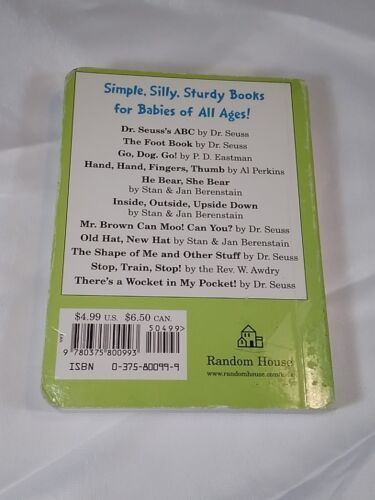 Simple, Silly, Sturdy Books
for Babies of All Ages!
Dr. Seuss's ABC by Dr. Seuss
The Foot Book by Dr. Seuss
Go, Dog. Go! by P. D. Eastman
Hand, Hand, Fingers, Thumb by Al Perkins
He Bear, She Bear
by Stan & Jan Berenstain
Inside, Outside, Upside Down
by Stan & Jan Berenstain
Mr. Brown Can Moo! Can You? by Dr. Seuss
Old Hat, New Hat by Stan & Jan Berenstain
The Shape of Me and Other Stuff by Dr. Seuss
Stop, Train, Stop! by the Rev. W. Awdry
There's a Wocket in My Pocket! by Dr. Seuss
$4.99 U.S. $6.50 CAN.
50499>
9 780375 800993
ISBN 0-375-80099-9
Random House